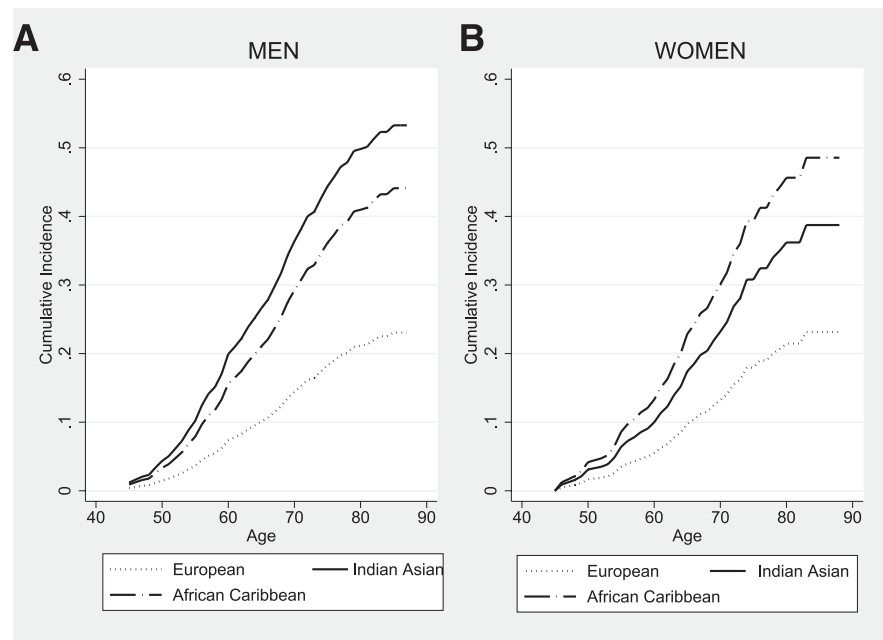 A
MEN
Cumulative Incidence
.6
.5
.4
.3
.2
.1
0
40 50 60 70 80 90
Age
European Indian Asian
African Caribbean
B
WOMEN
Cumulative Incidence
.6
.5
.4
.3
.2
.1
0
40 50 60 70 80 90
Age
European Indian Asian
African Caribbean